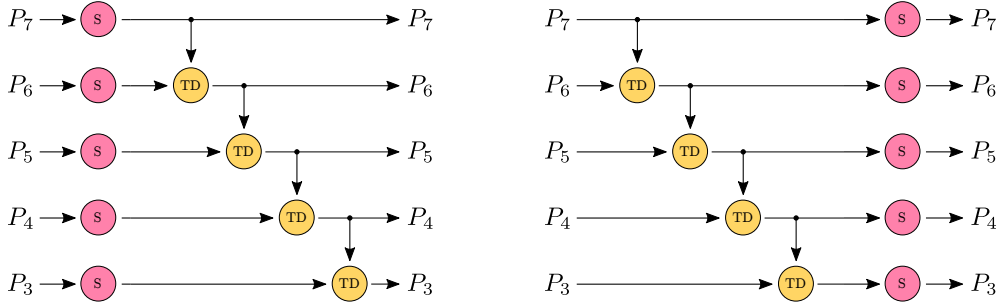 P₇ S P₇ P₇ S P₇
P₆ S TD P₆ P₆ TD S P₆
P₅ S TD P₅ P₅ TD S P₅
P₄ S TD P₄ P₄ TD S P₄
P₃ S TD P₃ P₃ TD S P₃